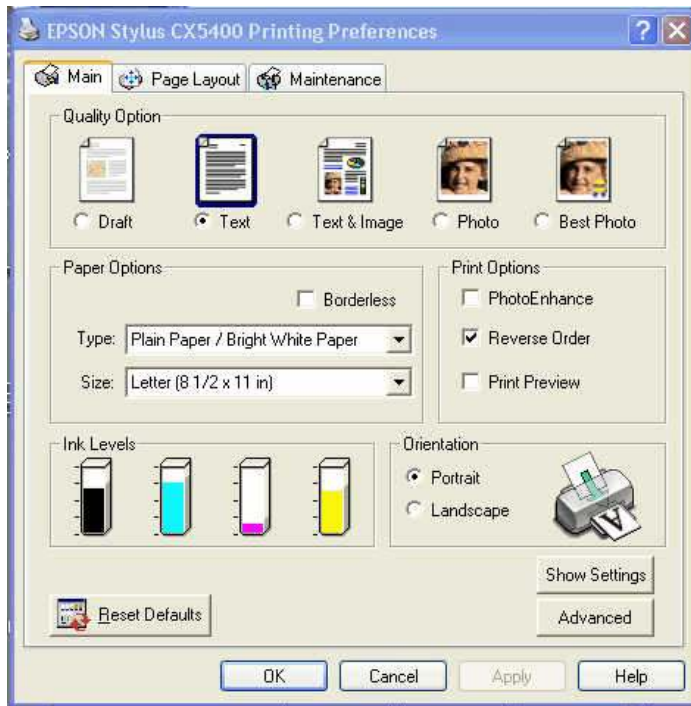 EPSON Stylus CX5400 Printing Preferences
Main Page Layout Maintenance
Quality Option
Draft Text Text & Image Photo Best Photo
Paper Options
Borderless
Type: Plain Paper / Bright White Paper
Size: Letter (8 1/2 x 11 in)
Print Options
PhotoEnhance
Reverse Order
Print Preview
Ink Levels
Orientation
Portrait
Landscape
A
Show Settings
Reset Defaults
Advanced
OK Cancel Apply Help